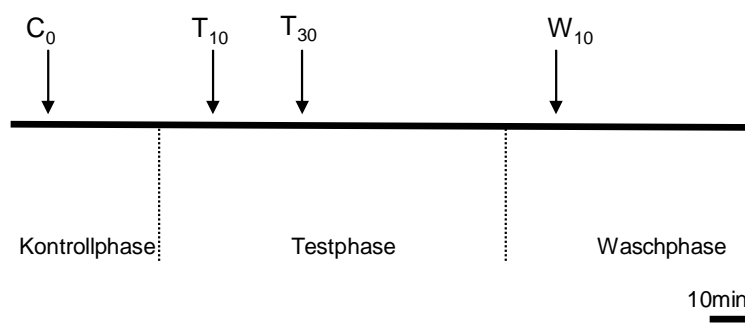 C₀ T₁₀ T₃₀ W₁₀
Kontrollphase Testphase Waschphase
10min